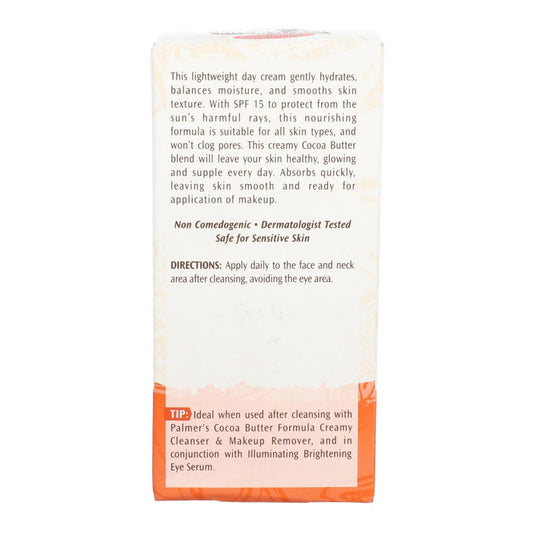 This lightweight day cream gently hydrates,
balances moisture, and smooths skin
texture. With SPF 15 to protect from the
sun's harmful rays, this nourishing
formula is suitable for all skin types, and
won't clog pores. This creamy Cocoa Butter
blend will leave your skin healthy, glowing
and supple every day. Absorbs quickly,
leaving skin smooth and ready for
application of makeup.
Non Comedogenic • Dermatologist Tested
Safe for Sensitive Skin
DIRECTIONS: Apply daily to the face and neck
area after cleansing, avoiding the eye area.
TIP: Ideal when used after cleansing with
Palmer's Cocoa Butter Formula Creamy
Cleanser & Makeup Remover, and in
conjunction with Illuminating Brightening
Eye Serum.